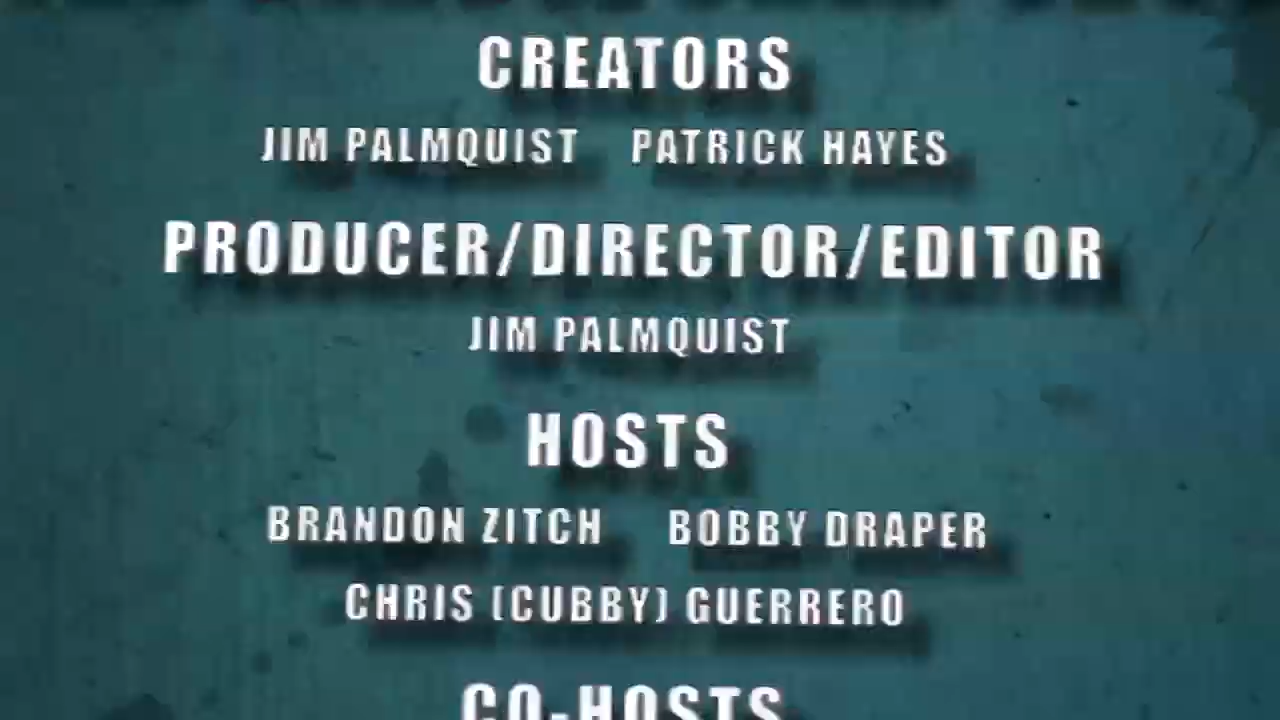 CREATORS
JIM PALMQUIST PATRICK HAYES
PRODUCER/DIRECTOR/EDITOR
JIM PALMQUIST
HOSTS
BRANDON ZITCH BOBBY DRAPER
CHRIS (CUBBY) GUERRERO
CO-HOSTS